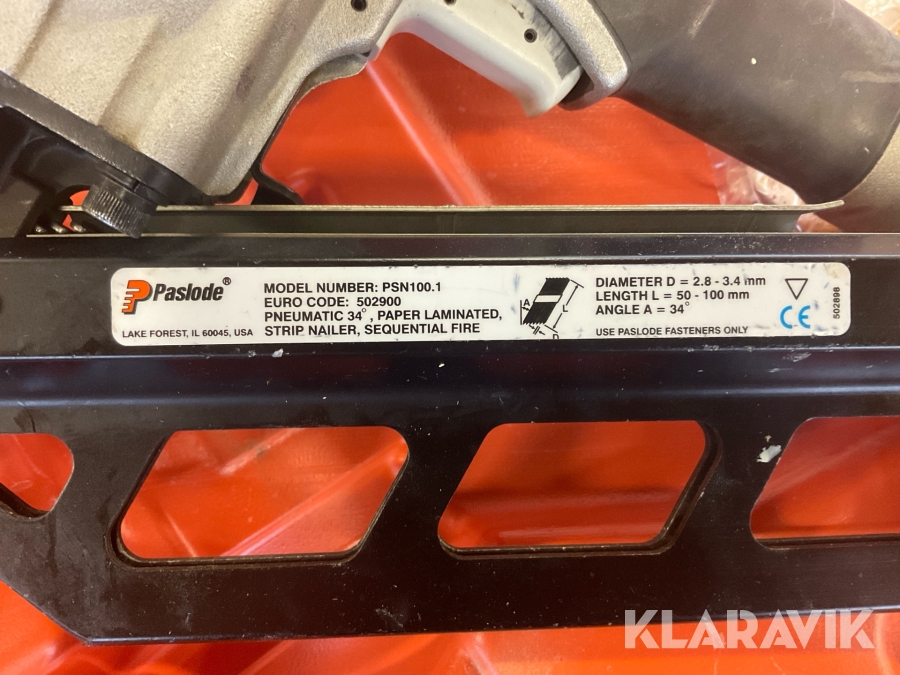 Paslode®
LAKE FOREST, IL 60045, USA
MODEL NUMBER: PSN100.1
EURO CODE: 502900
PNEUMATIC 34°, PAPER LAMINATED,
STRIP NAILER, SEQUENTIAL FIRE
A
L
D
DIAMETER D = 2.8 - 3.4 mm
LENGTH L = 50 - 100 mm
ANGLE A = 34°
USE PASLODE FASTENERS ONLY
CE
502898
KLARAVIK